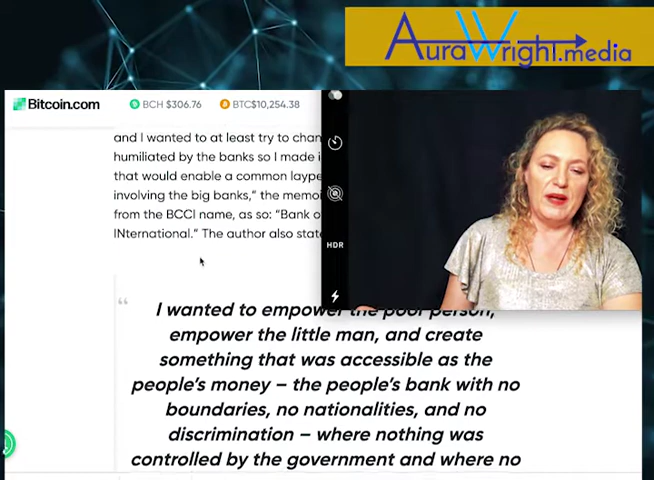 AuraWright.media
Bitcoin.com BCH $306.76 BTC$10,254.38
and I wanted to at least try to chan
humiliated by the banks so I made i
that would enable a common laype
involving the big banks,” the memoi
from the BCCI name, as so: “Bank o
INternational.” The author also stat
HDR
“
I wanted to empower the poor person,
empower the little man, and create
something that was accessible as the
people’s money – the people’s bank with no
boundaries, no nationalities, and no
discrimination – where nothing was
controlled by the government and where no